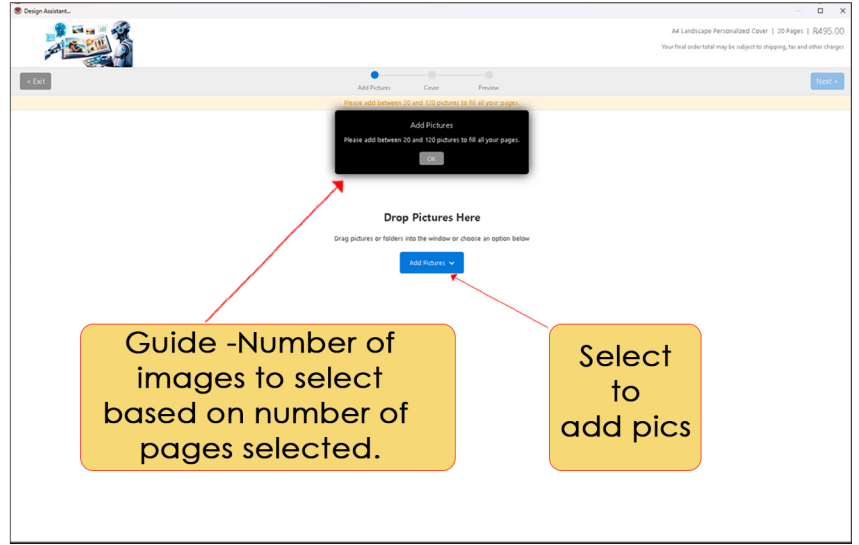 Design Assistant...
A4 Landscape Personalized Cover | 20 Pages | R495.00
Your final order total may be subject to shipping, tax and other charges
< Exit
Add Pictures
Cover
Preview
Next >
Please add between 20 and 120 pictures to fill all your pages.
Add Pictures
Please add between 20 and 120 pictures to fill all your pages.
OK
Drop Pictures Here
Drag pictures or folders into the window or choose an option below
Add Pictures
Guide -Number of
images to select
based on number of
pages selected.
Select
to
add pics